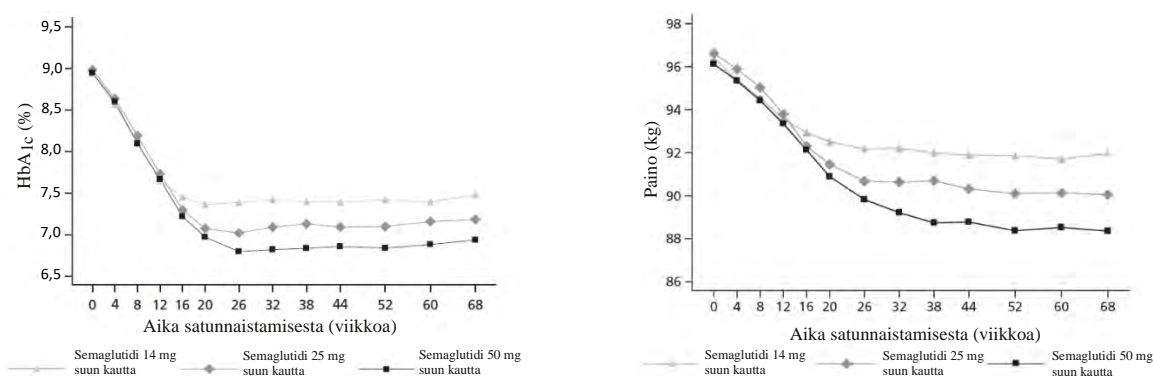 9,5
9,0
8,5
8,0
7,5
7,0
6,5
HbA1c (%)
0 4 8 12 16 20 26 32 38 44 52 60 68
Aika satunnaistamisesta (viikkoa)
Semaglutidi 14 mg
suun kautta
Semaglutidi 25 mg
suun kautta
Semaglutidi 50 mg
suun kautta
98
96
94
92
90
88
86
Paino (kg)
0 4 8 12 16 20 26 32 38 44 52 60 68
Aika satunnaistamisesta (viikkoa)
Semaglutidi 14 mg
suun kautta
Semaglutidi 25 mg
suun kautta
Semaglutidi 50 mg
suun kautta